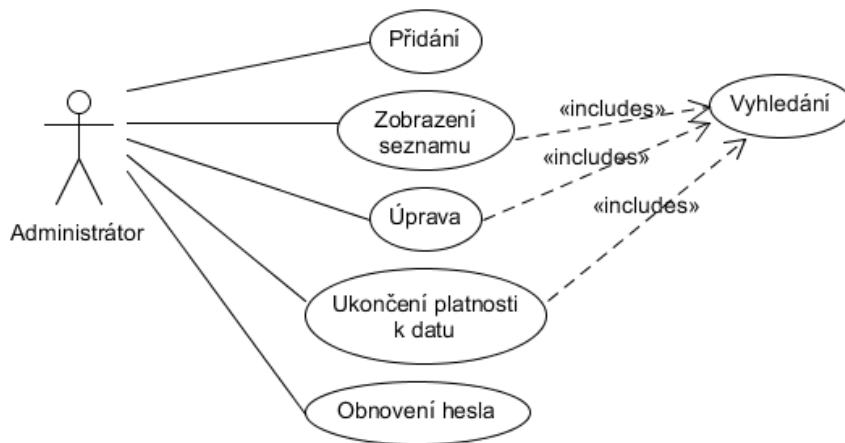 Přidání
Zobrazení
seznamu
«includes»
Vyhledání
«includes»
Úprava
«includes»
Administrátor
Ukončení platnosti
k datu
Obnovení hesla